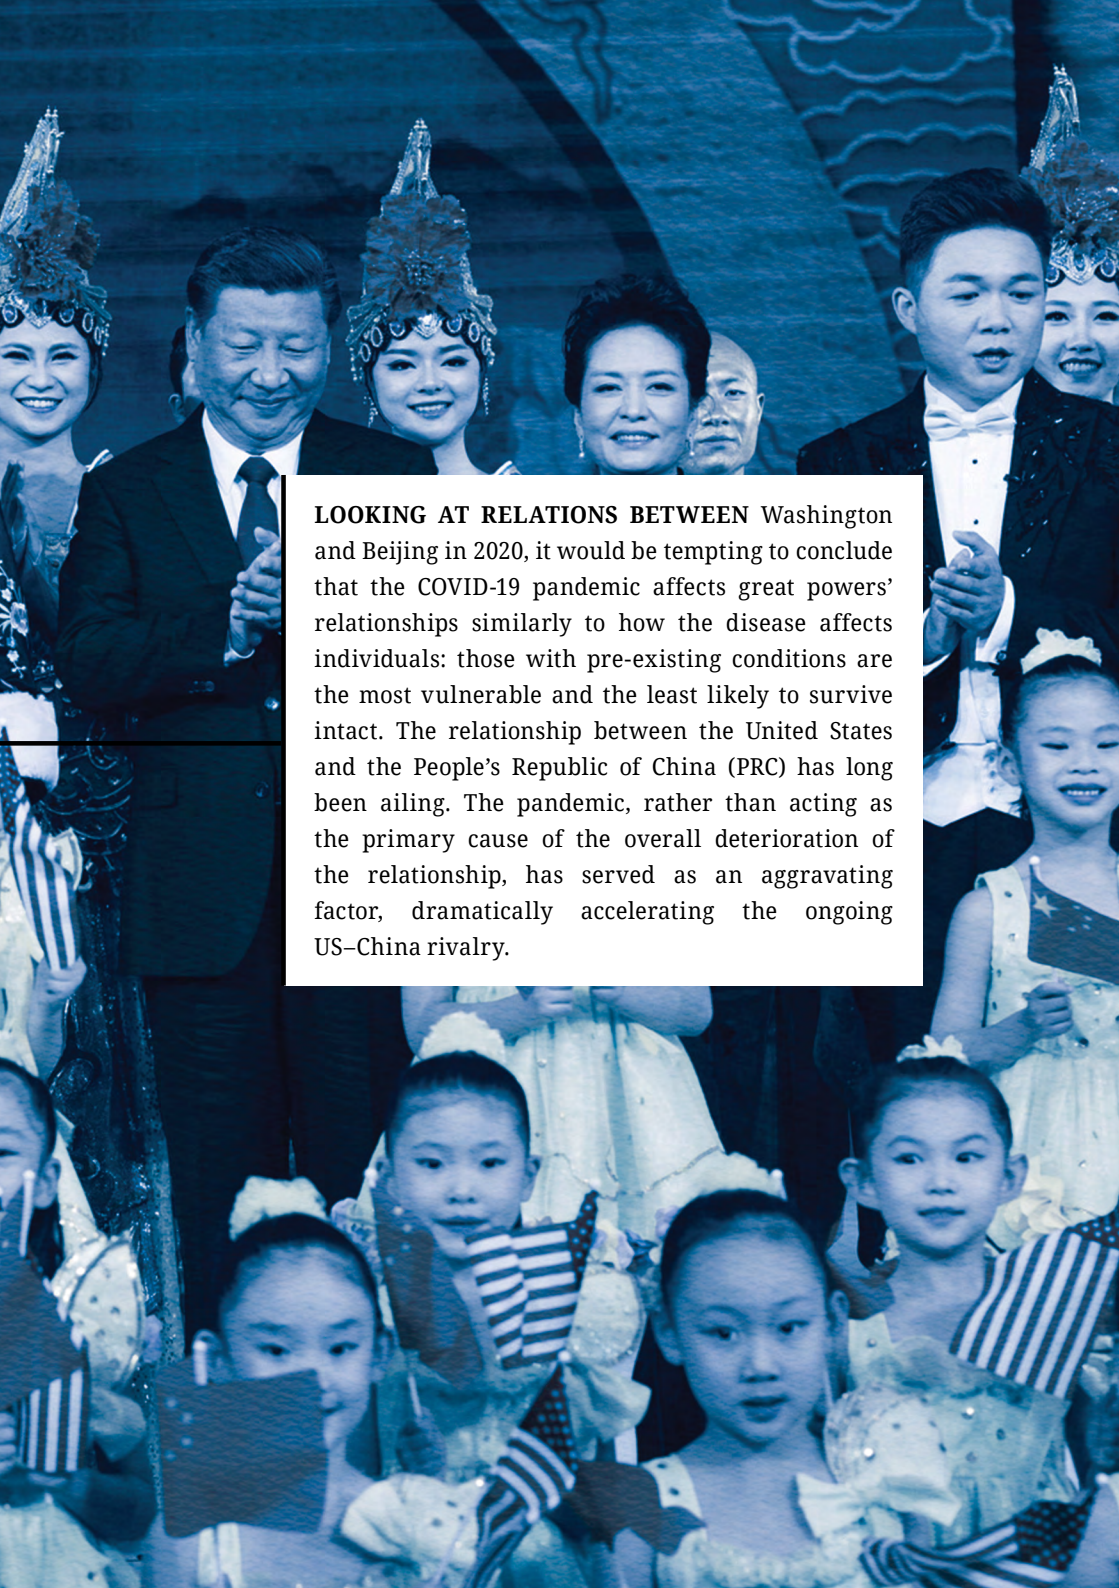 LOOKING AT RELATIONS BETWEEN Washington
and Beijing in 2020, it would be tempting to conclude
that the COVID-19 pandemic affects great powers’
relationships similarly to how the disease affects
individuals: those with pre-existing conditions are
the most vulnerable and the least likely to survive
intact. The relationship between the United States
and the People’s Republic of China (PRC) has long
been ailing. The pandemic, rather than acting as
the primary cause of the overall deterioration of
the relationship, has served as an aggravating
factor, dramatically accelerating the ongoing
US–China rivalry.